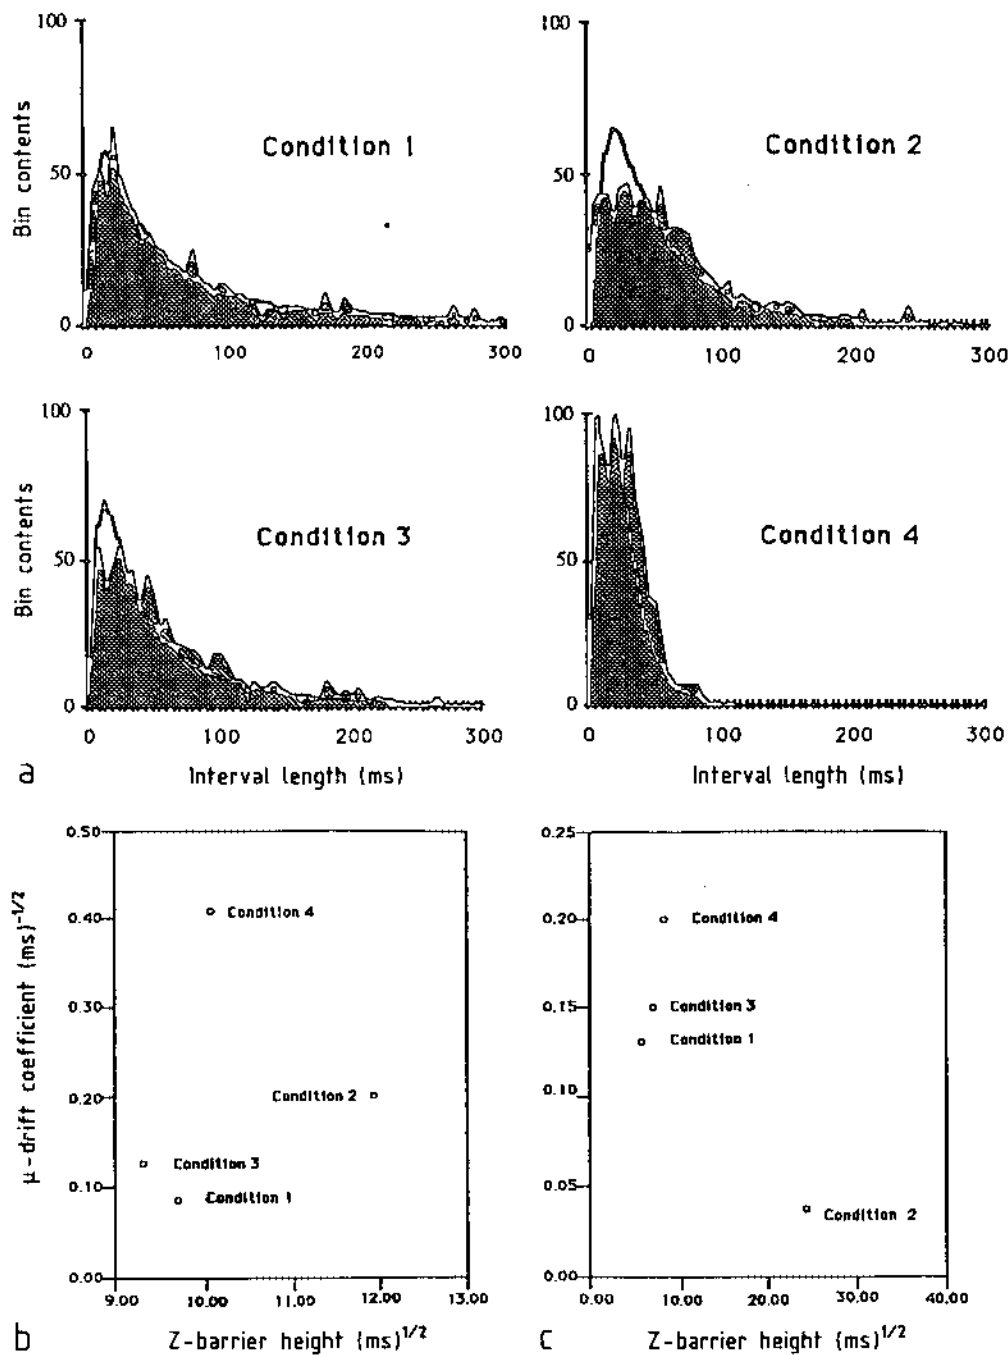 100
Bin contents
50
0
Condition 1
0 100 200 300
100
50
0
Condition 2
0 100 200 300
100
Bin contents
50
0
Condition 3
0 100 200 300
Interval length (ms)
a
100
50
0
Condition 4
0 100 200 300
Interval length (ms)
0.50
0.40
0.30
0.20
0.10
0.00
μ-drift coefficient (ms)-1/2
Condition 4
Condition 2
Condition 3
Condition 1
9.00 10.00 11.00 12.00 13.00
b
Z-barrier height (ms)1/2
0.25
0.20
0.15
0.10
0.05
0.00
Condition 4
Condition 3
Condition 1
Condition 2
0.00 10.00 20.00 30.00 40.00
c
Z-barrier height (ms)1/2